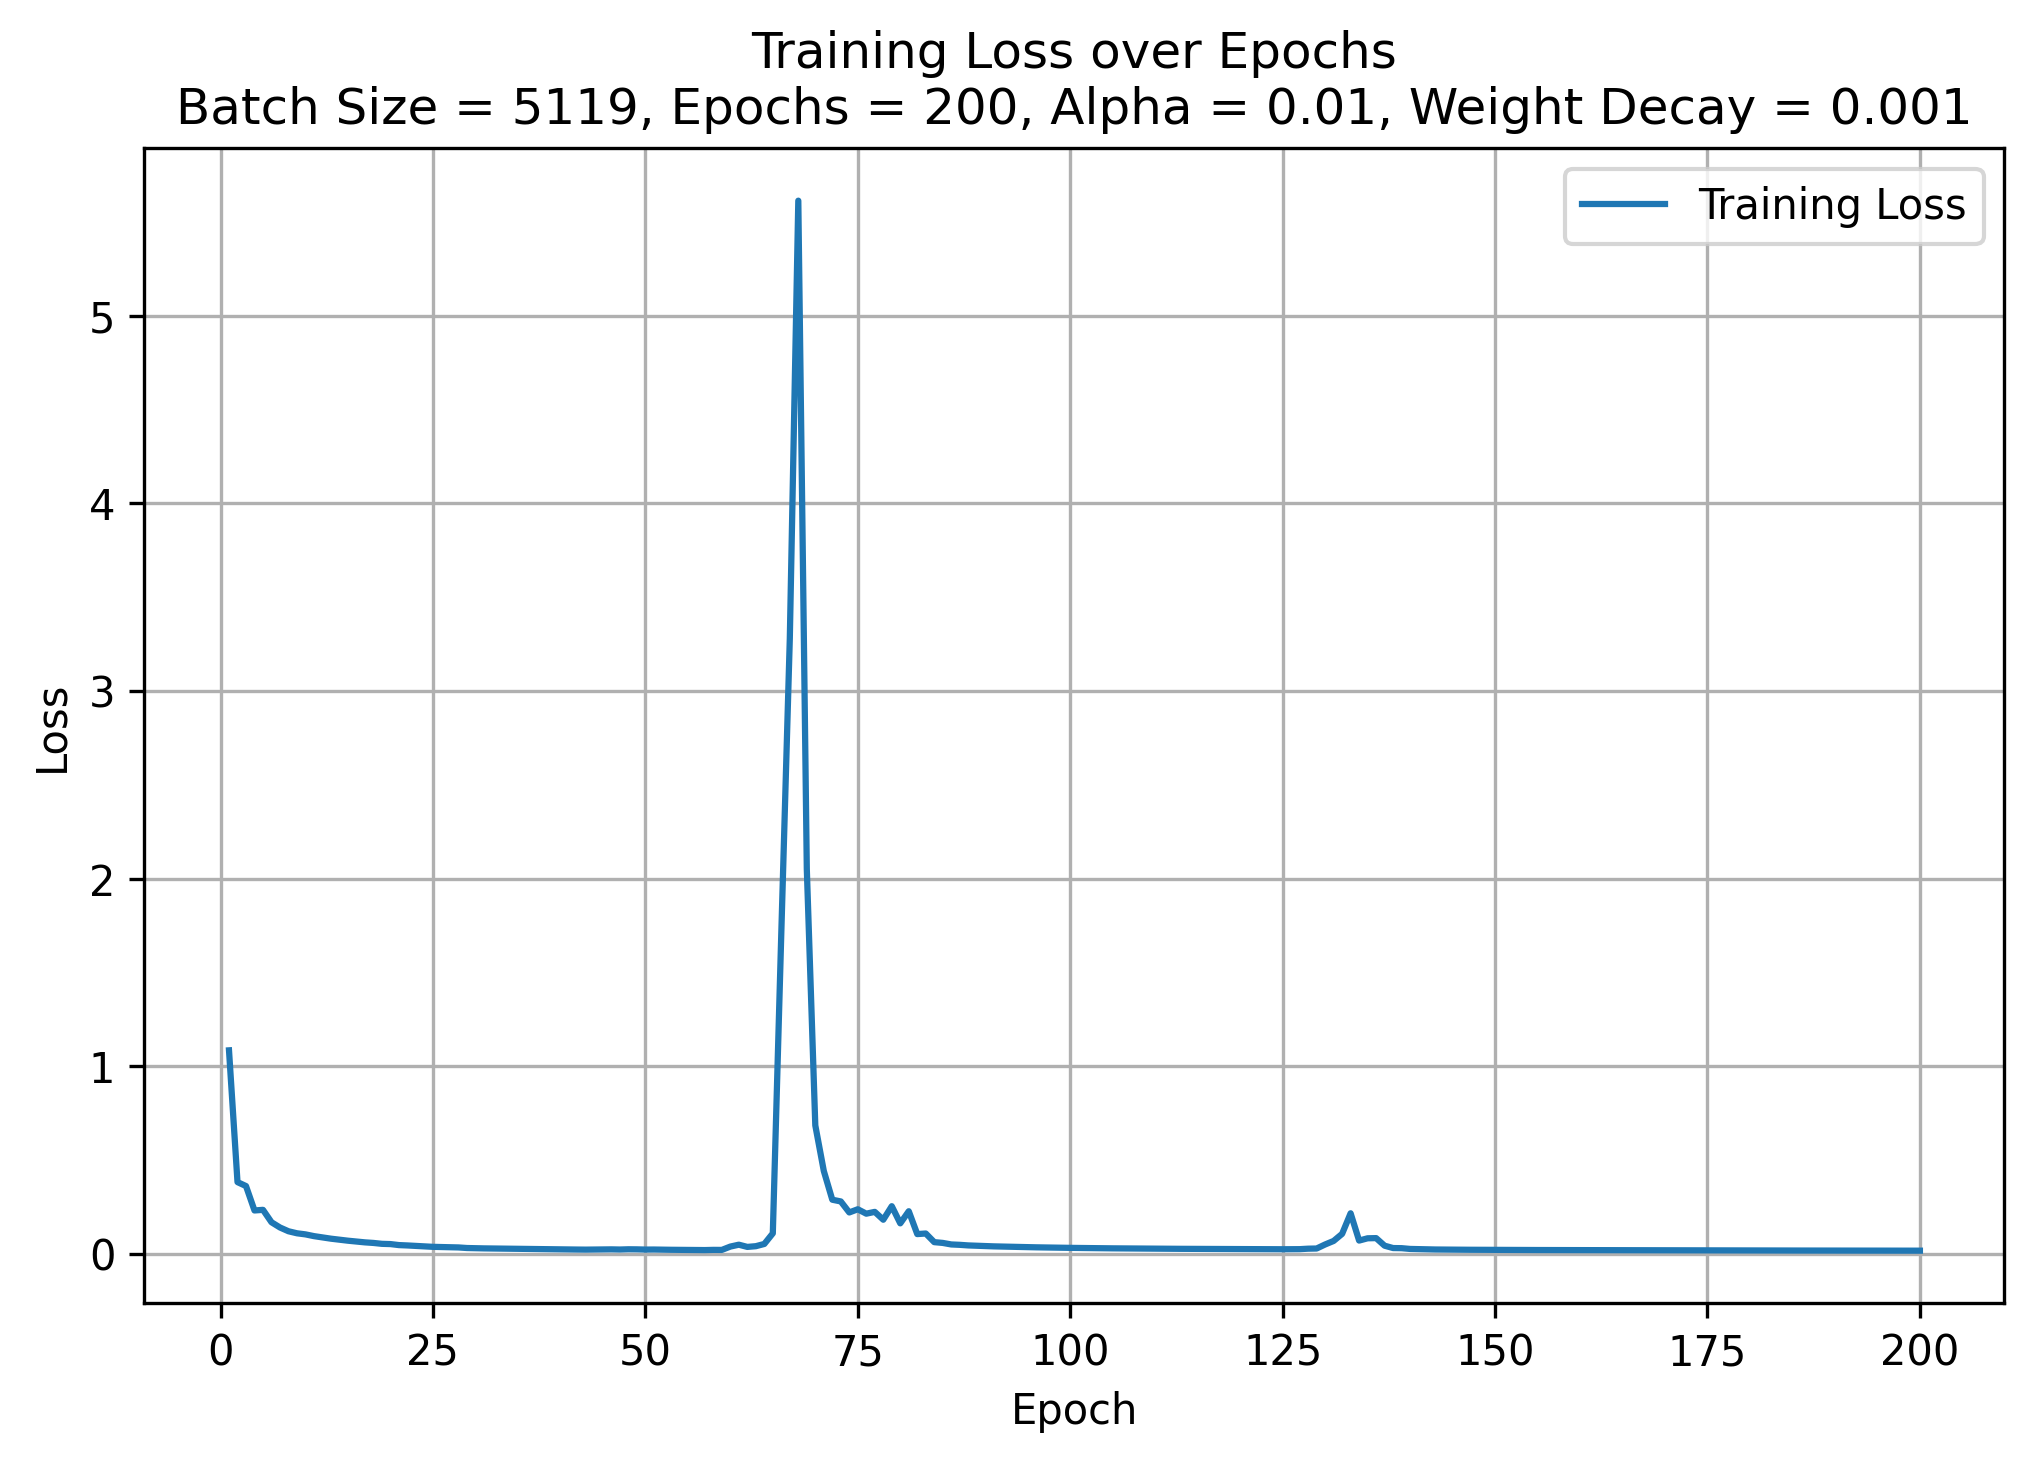 Training Loss over Epochs
Batch Size = 5119, Epochs = 200, Alpha = 0.01, Weight Decay = 0.001
Training Loss
5
4
3
2
1
0
Loss
0 25 50 75 100 125 150 175 200
Epoch